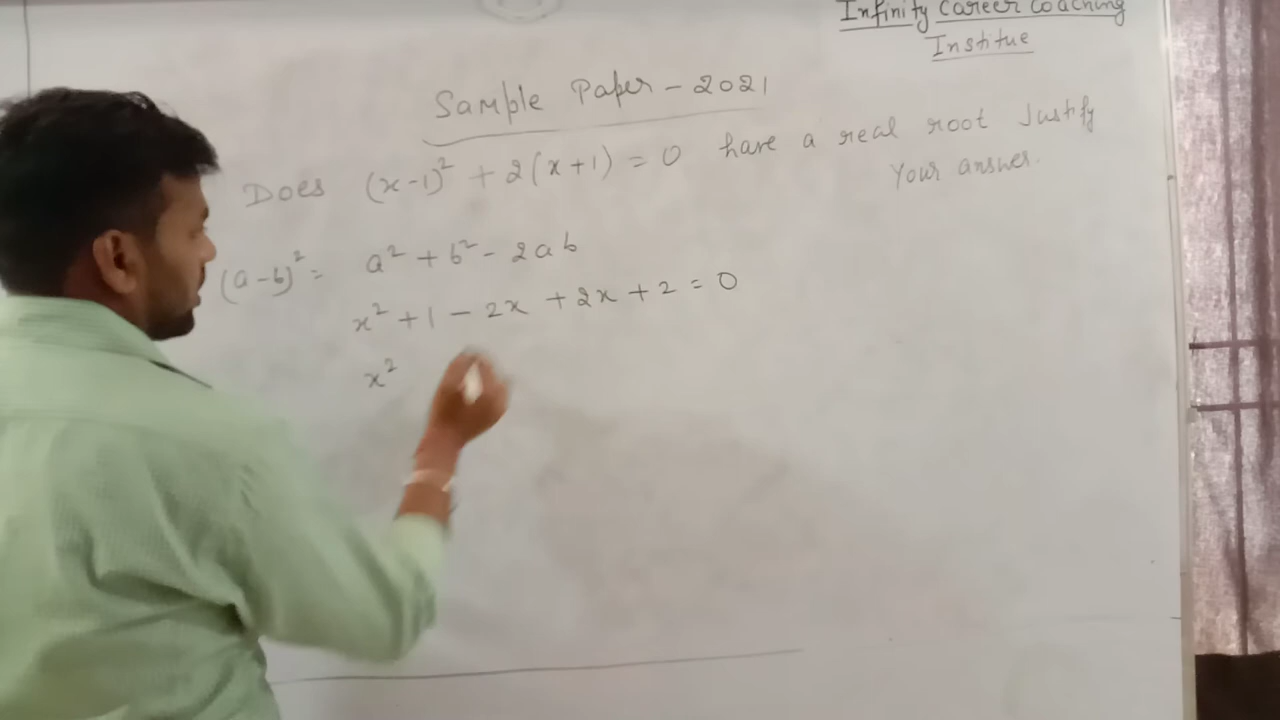 Infinity Career Coaching
Institue
Sample Paper - 2021
Does (x-1)² + 2(x+1) = 0 have a real root Justify
Your answer.
(a-b)² = a² + b² - 2ab
x² + 1 - 2x + 2x + 2 = 0
x²